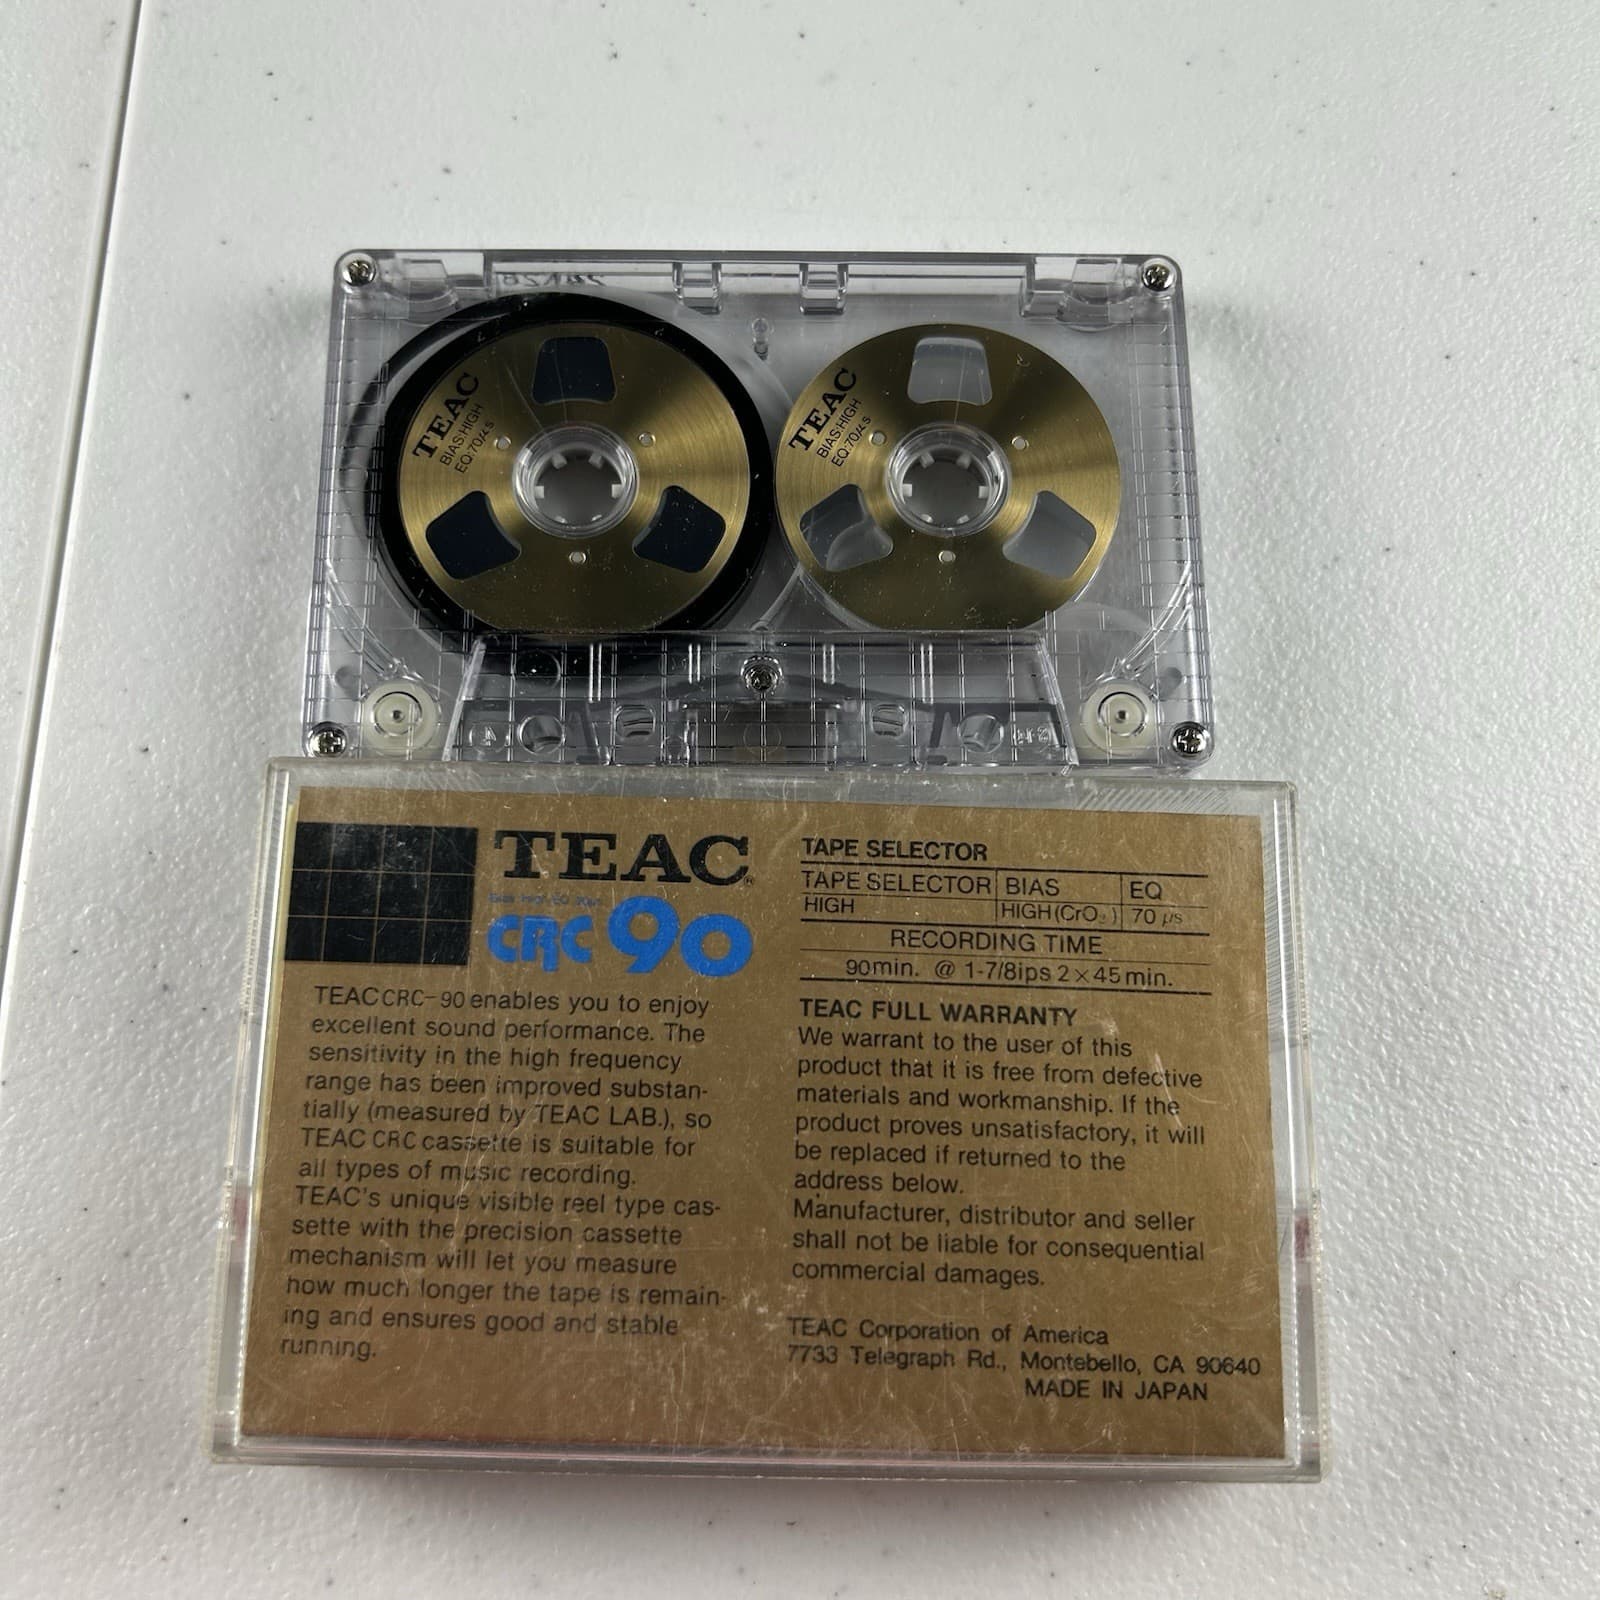 TEAC
BIAS:HIGH
EQ:70μs
TEAC
BIAS:HIGH
EQ:70μs
A
TEAC®
Bias High EQ 70μs
CRC 90
TEAC CRC-90 enables you to enjoy
excellent sound performance. The
sensitivity in the high frequency
range has been improved substan-
tially (measured by TEAC LAB.), so
TEAC CRC cassette is suitable for
all types of music recording.
TEAC's unique visible reel type cas-
sette with the precision cassette
mechanism will let you measure
how much longer the tape is remain-
ing and ensures good and stable
running.
TAPE SELECTOR
TAPE SELECTOR BIAS EQ
HIGH HIGH (CrO₂) 70 μs
RECORDING TIME
90min. @ 1-7/8ips 2×45min.
TEAC FULL WARRANTY
We warrant to the user of this
product that it is free from defective
materials and workmanship. If the
product proves unsatisfactory, it will
be replaced if returned to the
address below.
Manufacturer, distributor and seller
shall not be liable for consequential
commercial damages.
TEAC Corporation of America
7733 Telegraph Rd., Montebello, CA 90640
MADE IN JAPAN